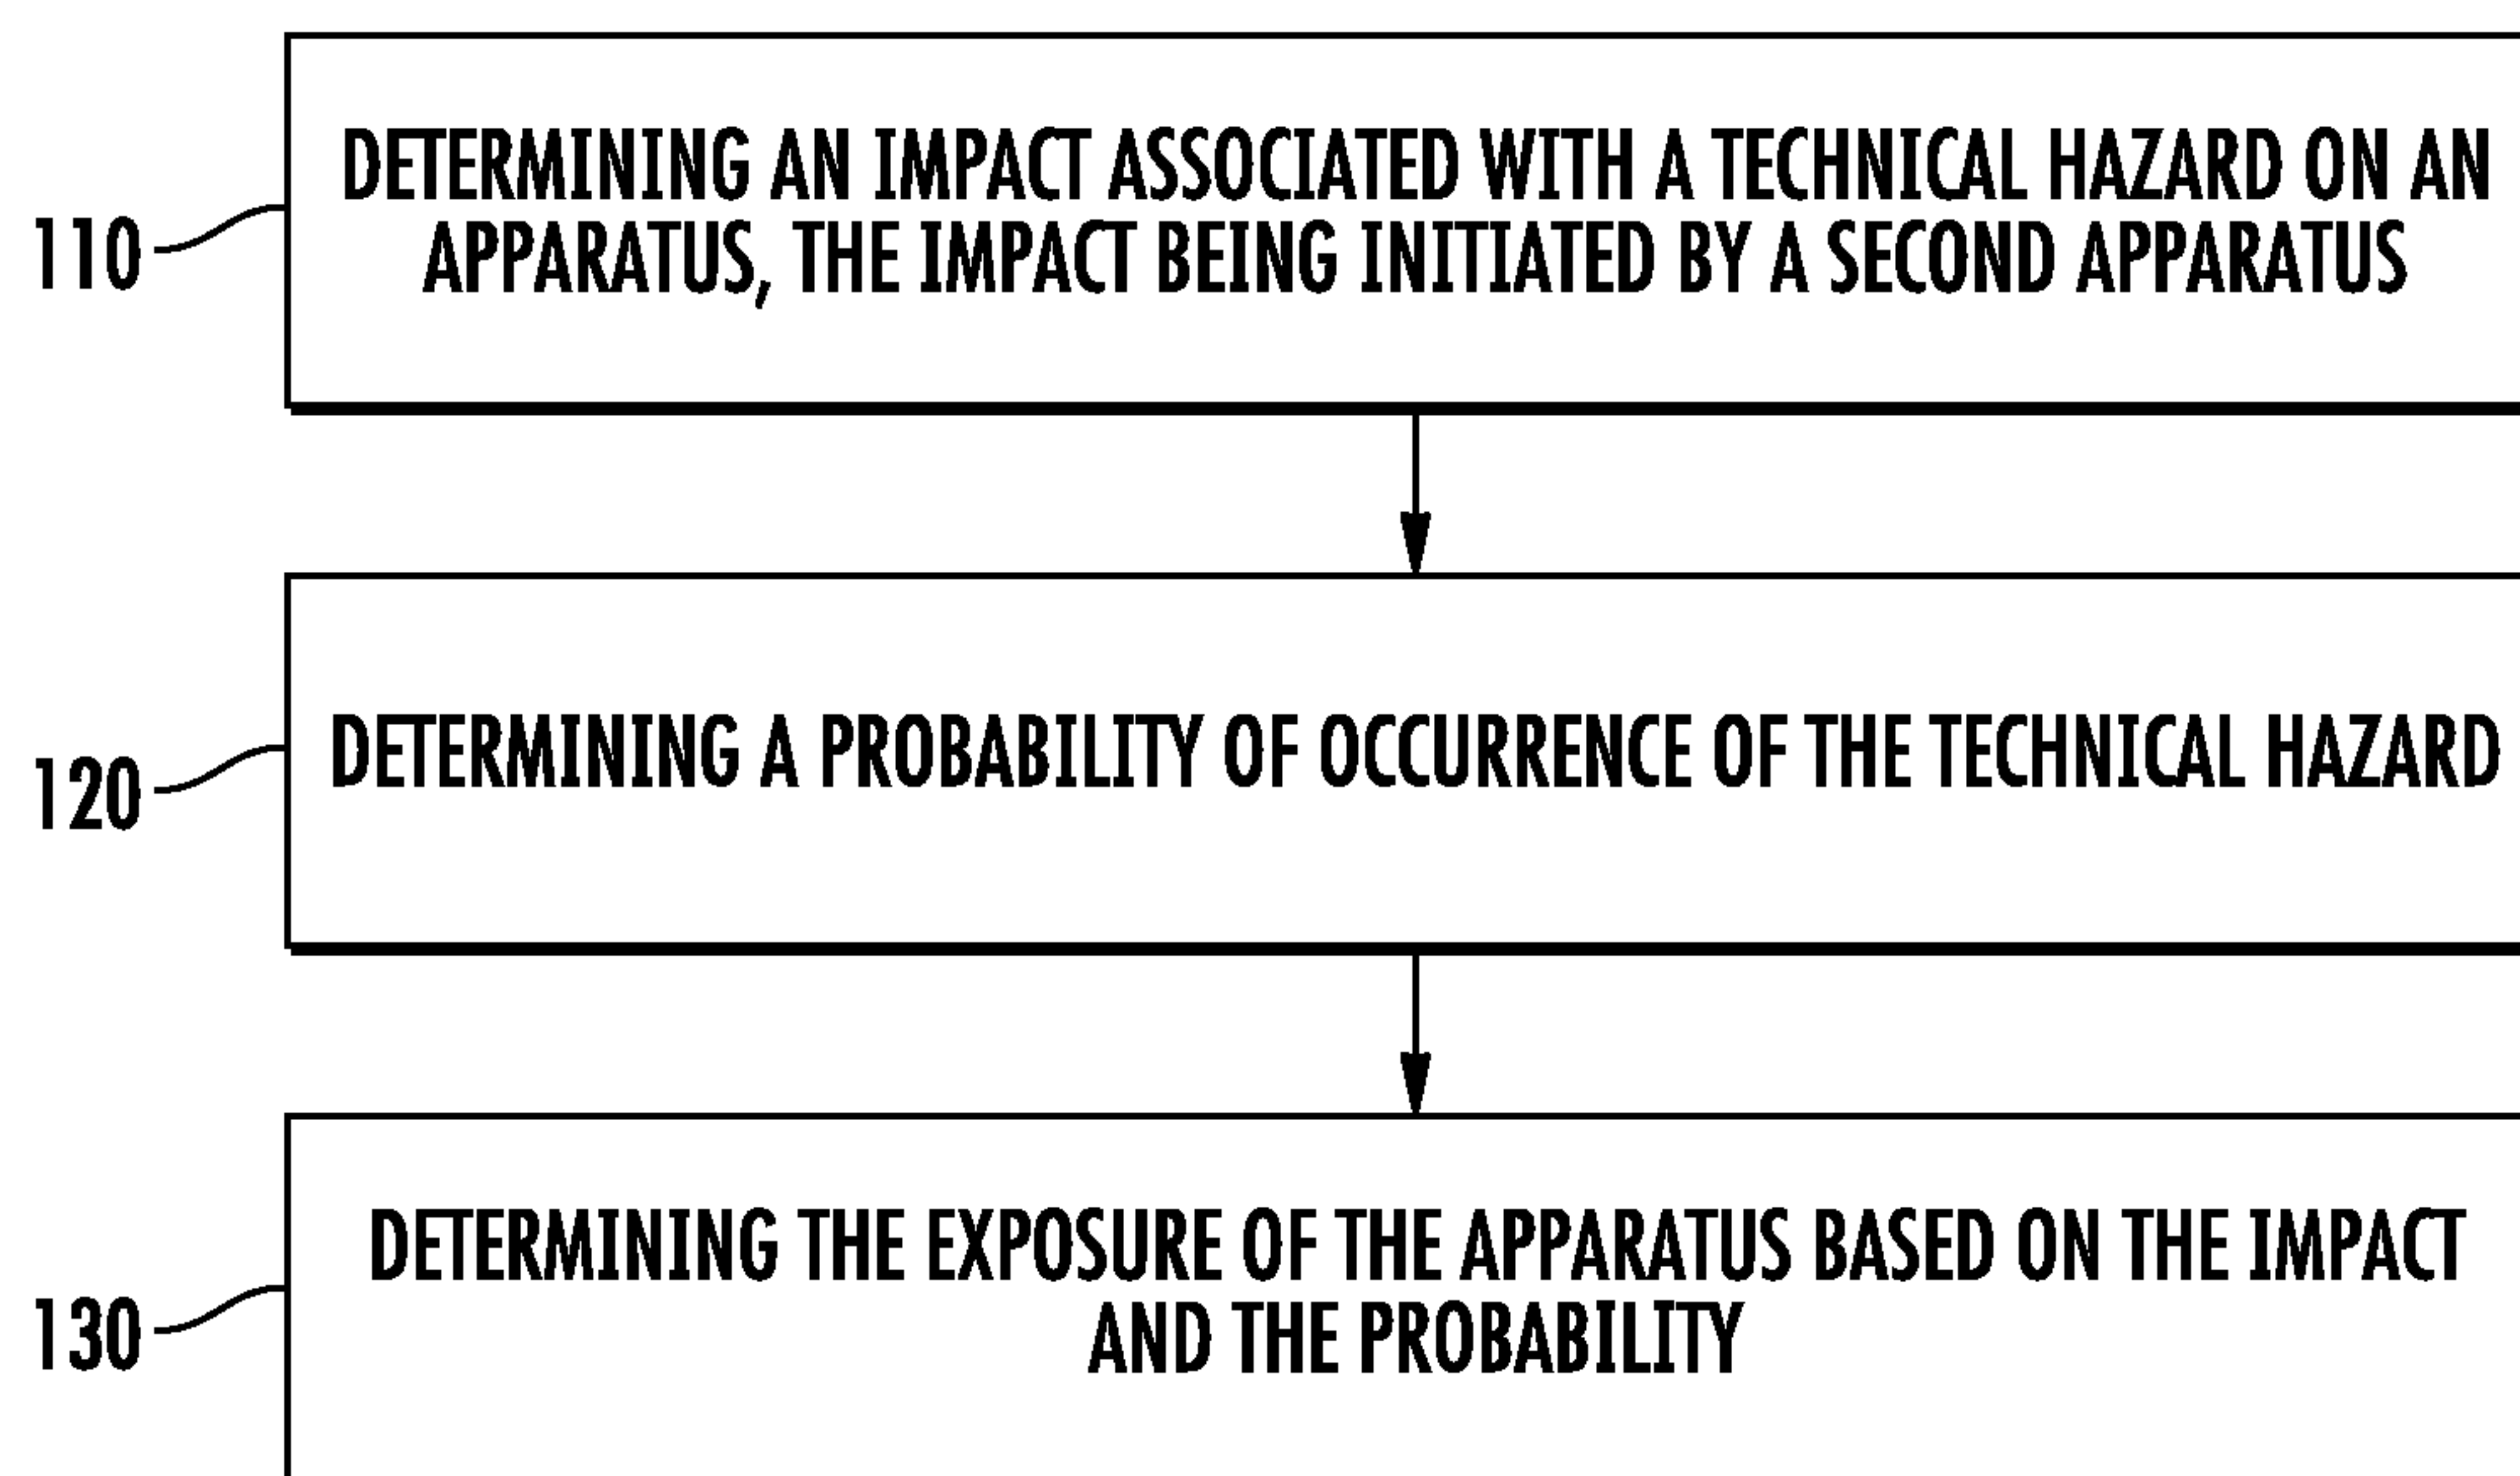 DETERMINING AN IMPACT ASSOCIATED WITH A TECHNICAL HAZARD ON AN
APPARATUS, THE IMPACT BEING INITIATED BY A SECOND APPARATUS
110
DETERMINING A PROBABILITY OF OCCURRENCE OF THE TECHNICAL HAZARD
120
DETERMINING THE EXPOSURE OF THE APPARATUS BASED ON THE IMPACT
AND THE PROBABILITY
130